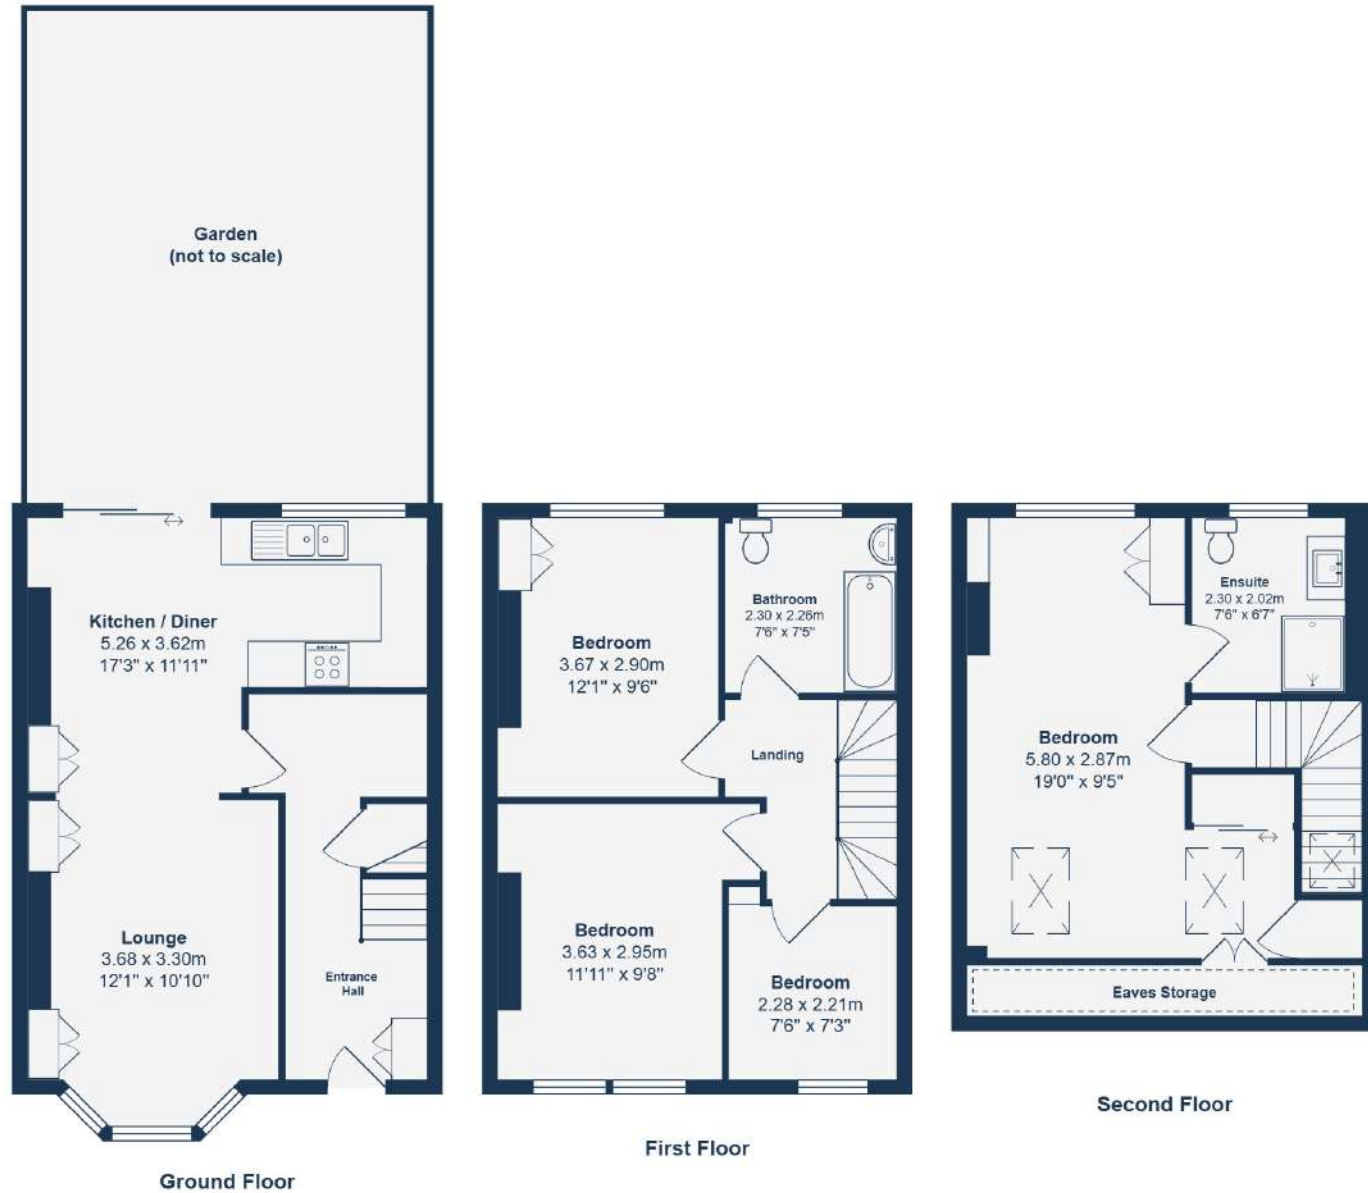 Garden
(not to scale)
Kitchen / Diner
5.26 x 3.62m
17'3" x 11'11"
Lounge
3.68 x 3.30m
12'1" x 10'10"
Entrance
Hall
Ground Floor
Bedroom
3.67 x 2.90m
12'1" x 9'6"
Bathroom
2.30 x 2.26m
7'6" x 7'5"
Landing
Bedroom
3.63 x 2.95m
11'11" x 9'8"
Bedroom
2.28 x 2.21m
7'6" x 7'3"
First Floor
Ensuite
2.30 x 2.02m
7'6" x 6'7"
Bedroom
5.80 x 2.87m
19'0" x 9'5"
Eaves Storage
Second Floor